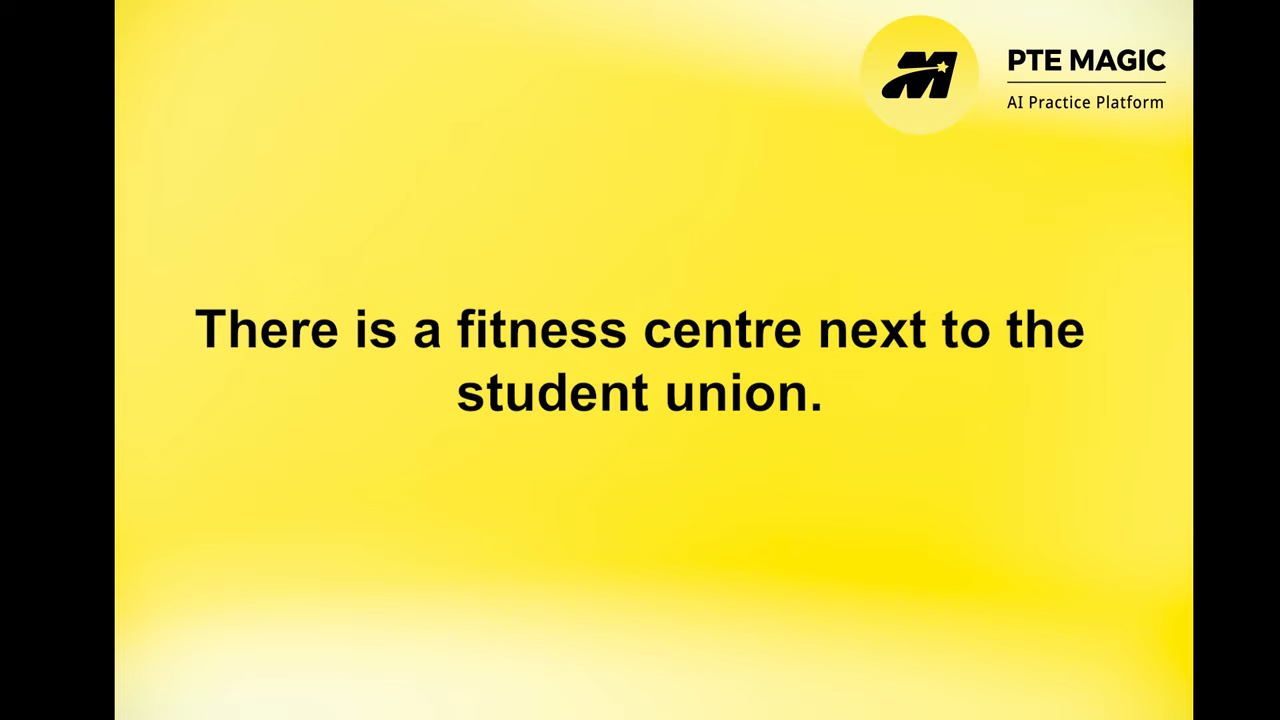 PTE MAGIC
AI Practice Platform
There is a fitness centre next to the
student union.